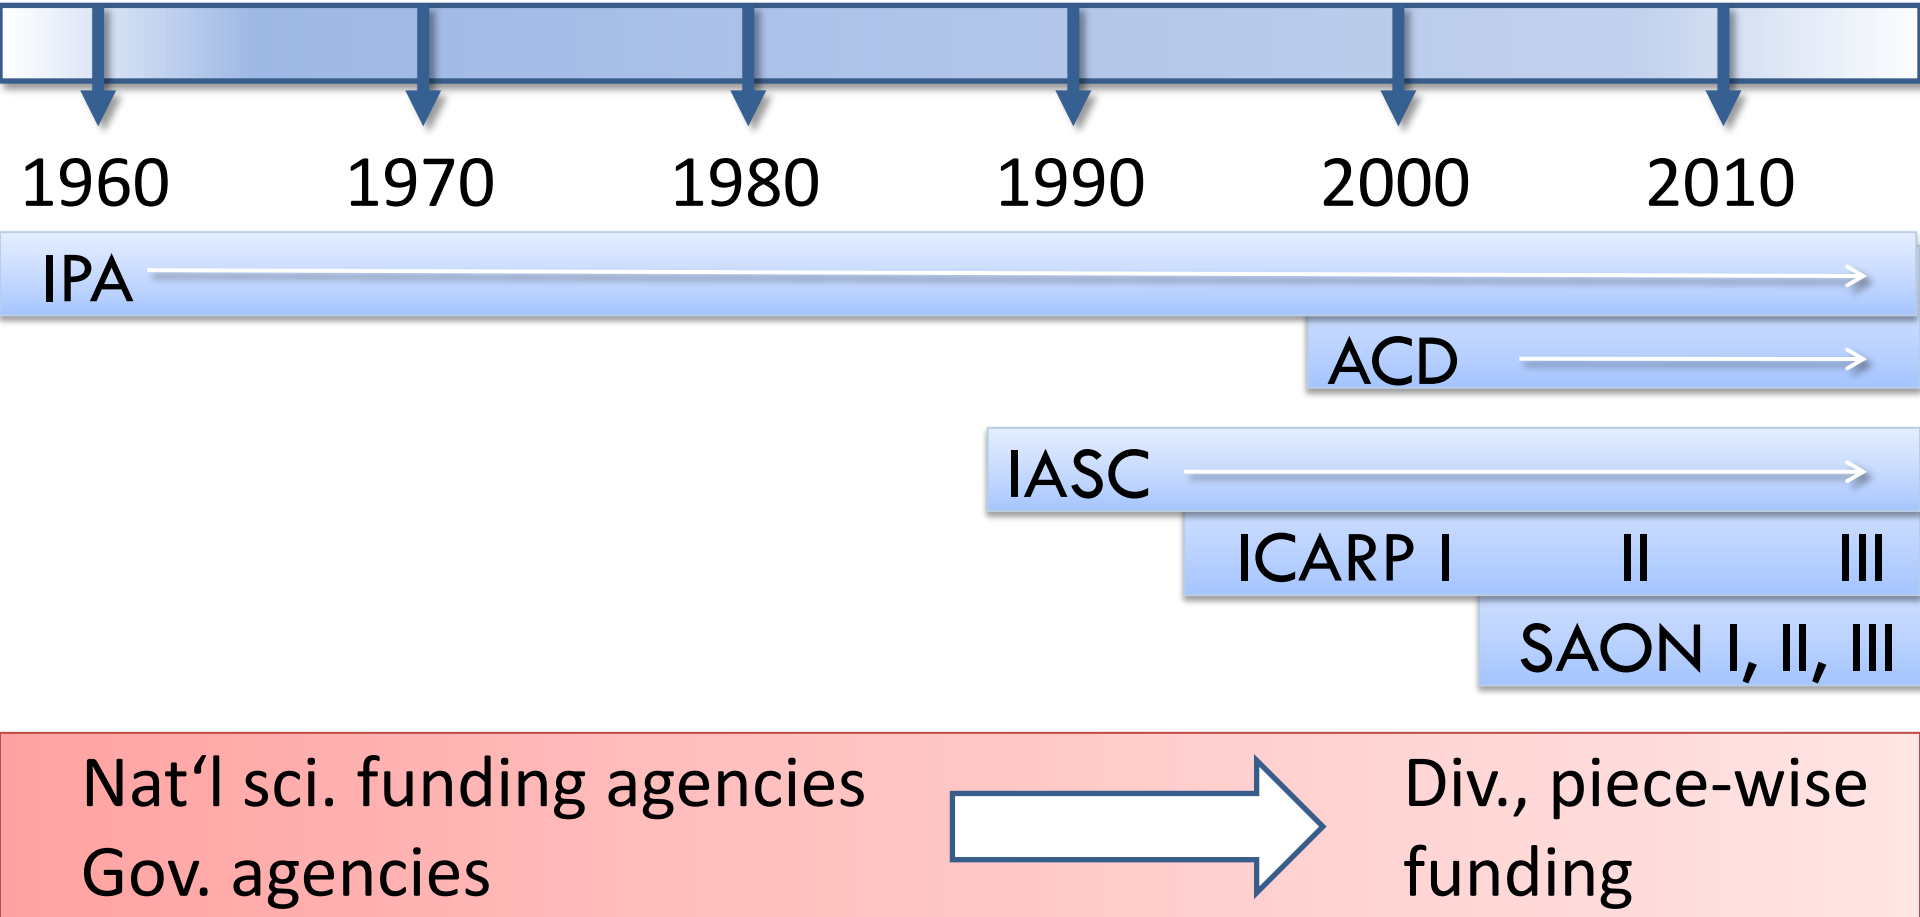 1960 1970 1980 1990 2000 2010
IPA
ACD
IASC
ICARP I II III
SAON I, II, III
Nat‘l sci. funding agencies
Gov. agencies
Div., piece-wise
funding